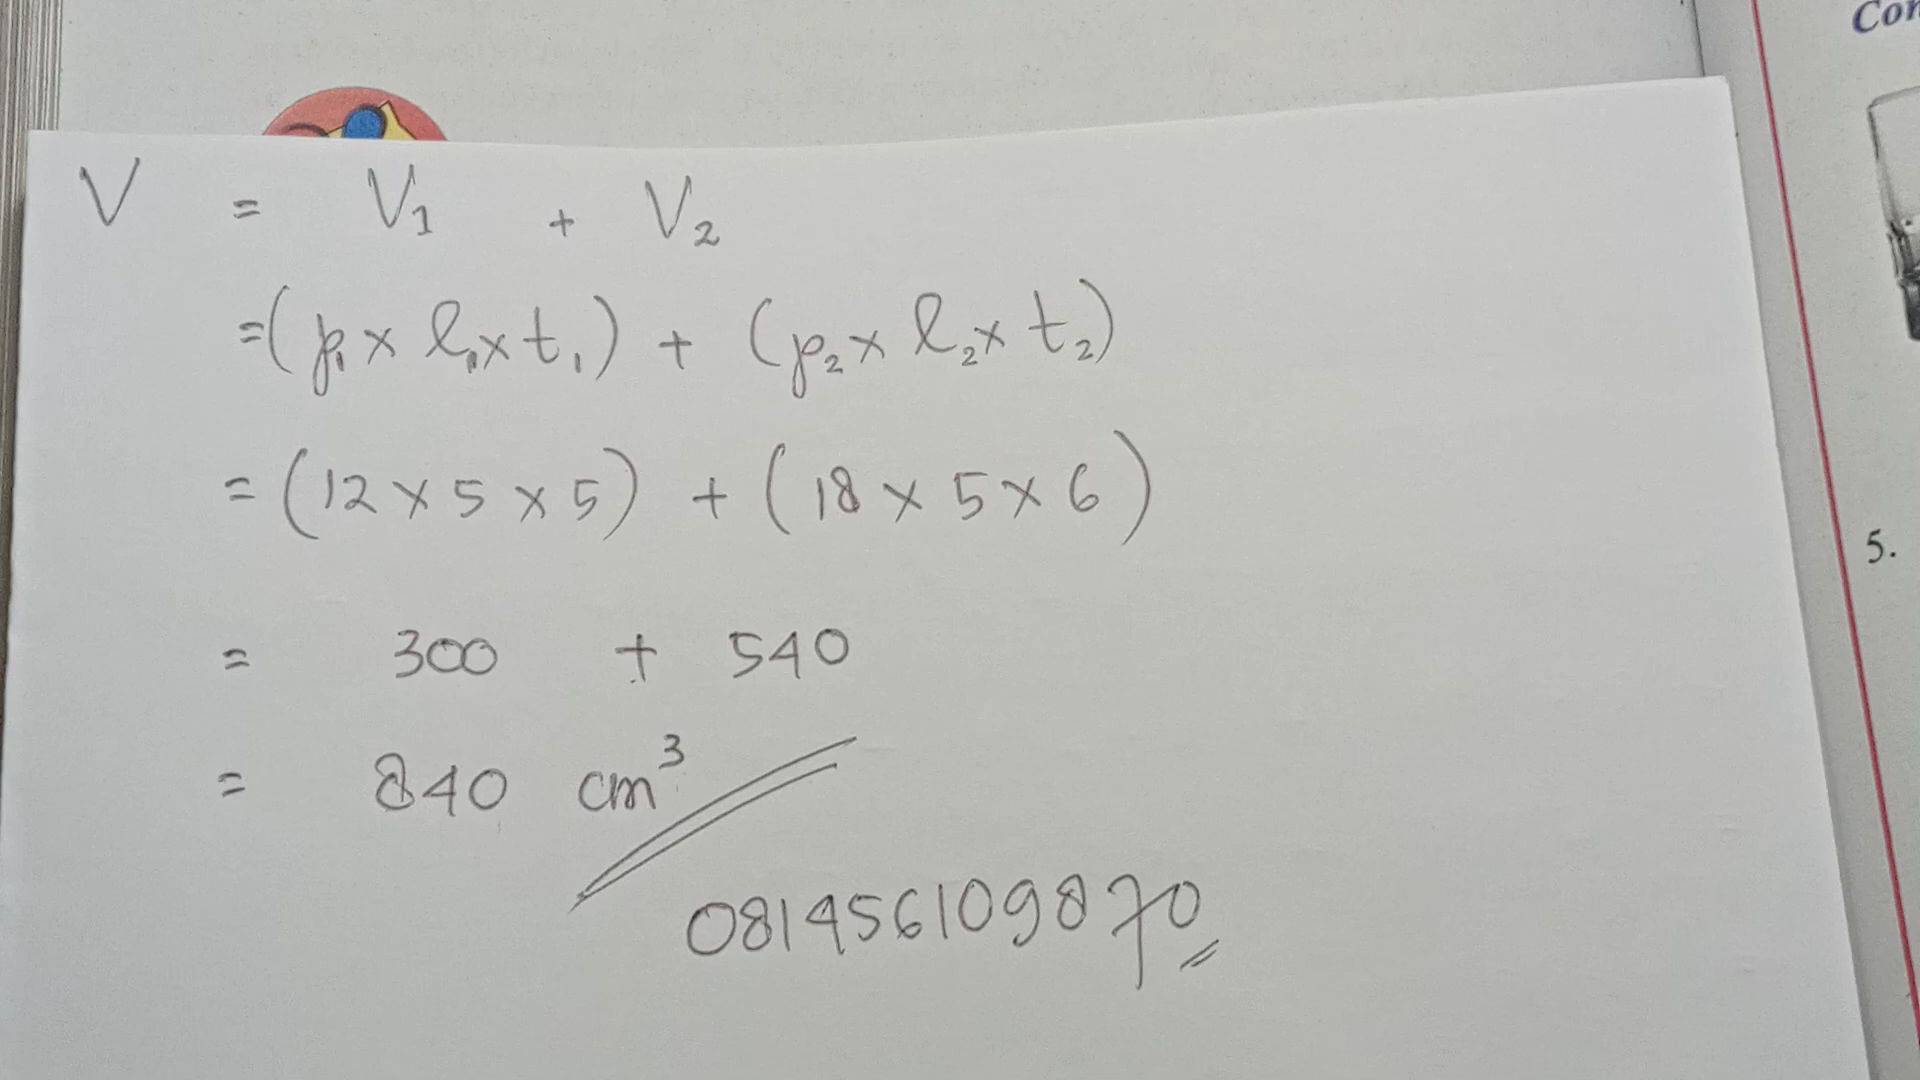 V = V₁ + V₂
=(p₁ x l₁ x t₁) + (p₂ x l₂ x t₂)
= (12 x 5 x 5) + (18 x 5 x 6)
= 300 + 540
= 840 cm³
081456109870
Con
5.